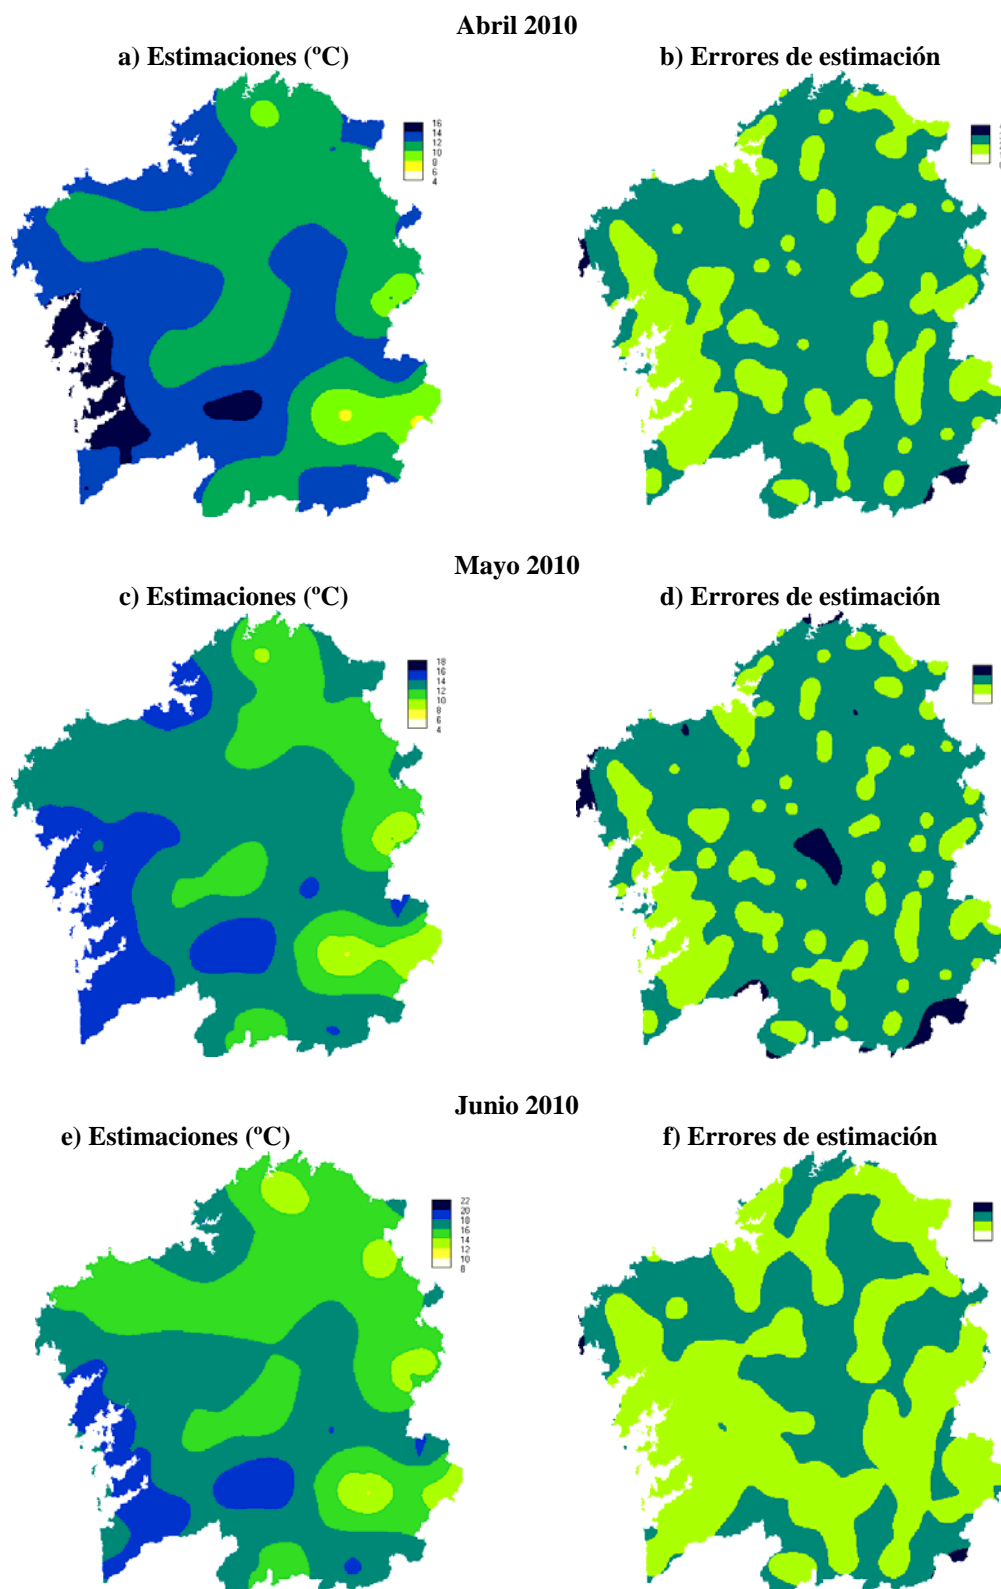 Abril 2010
a) Estimaciones (ºC)
b) Errores de estimación
16
14
12
10
8
6
4
Mayo 2010
c) Estimaciones (ºC)
d) Errores de estimación
18
16
14
12
10
8
6
4
Junio 2010
e) Estimaciones (ºC)
f) Errores de estimación
22
20
18
16
14
12
10
8